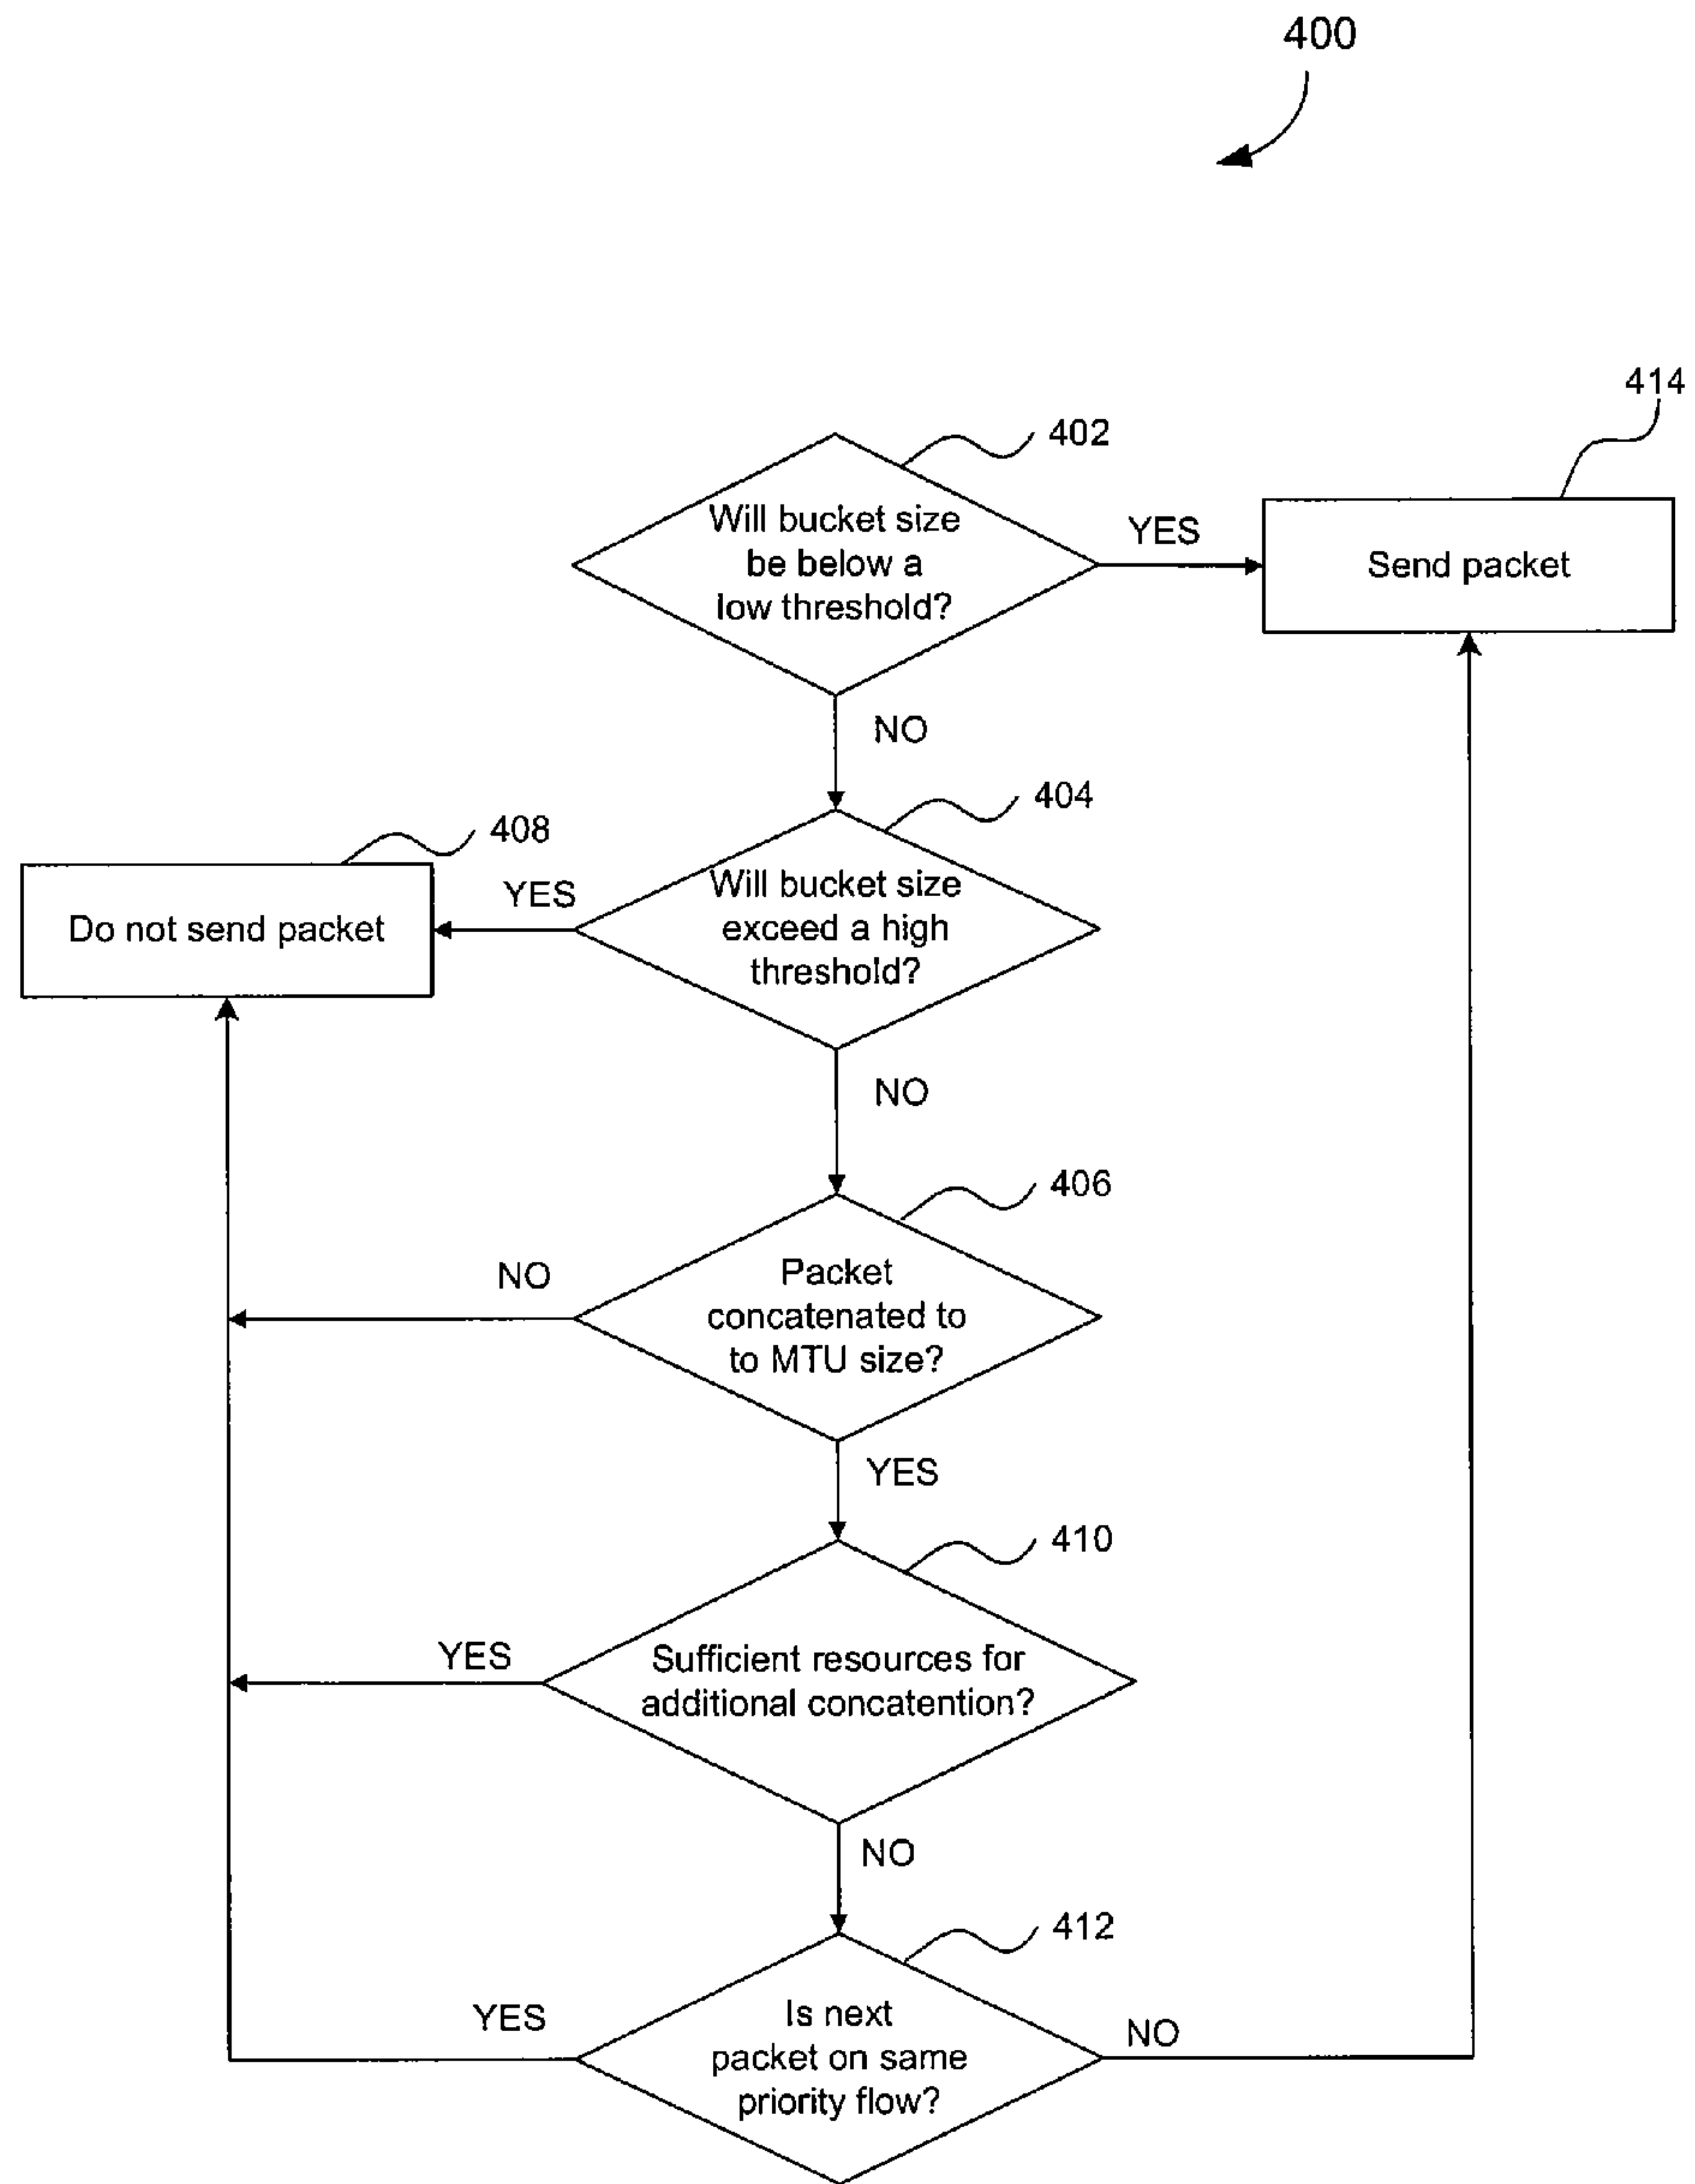 400
414
402
Will bucket size
be below a
low threshold?
YES
Send packet
NO
404
408
Will bucket size
exceed a high
threshold?
YES
Do not send packet
NO
406
Packet
concatenated to
to MTU size?
NO
YES
410
Sufficient resources for
additional concatention?
YES
NO
412
Is next
packet on same
priority flow?
YES
NO